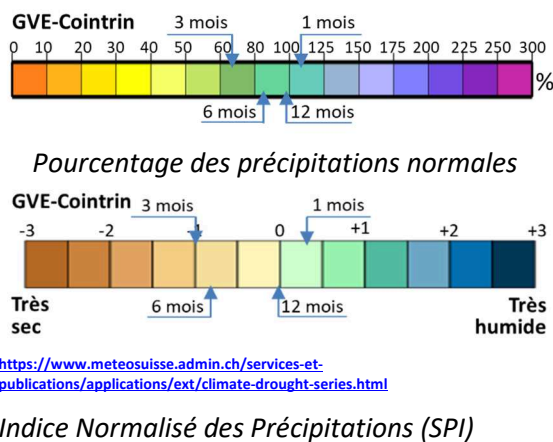 GVE-Cointrin 3 mois 1 mois
0 10 20 30 40 50 60 80 100 125 150 175 200 225 250 300
%
6 mois 12 mois
Pourcentage des précipitations normales
GVE-Cointrin 3 mois 1 mois
-3 -2 0 +1 +2 +3
Très sec 6 mois 12 mois Très humide
https://www.meteosuisse.admin.ch/services-et-
publications/applications/ext/climate-drought-series.html
Indice Normalisé des Précipitations (SPI)